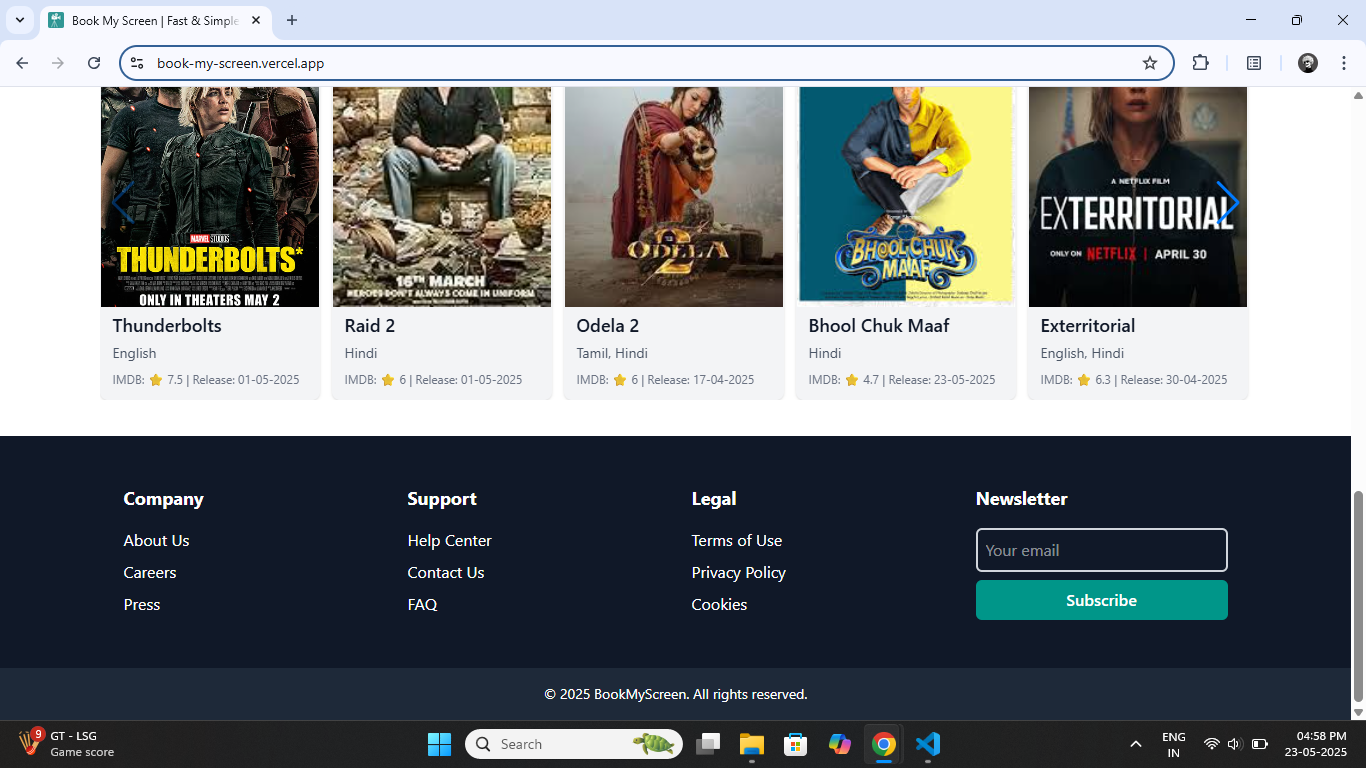 Book My Screen | Fast & Simple
book-my-screen.vercel.app
MARVEL STUDIOS
THUNDERBOLTS*
ONLY IN THEATERS MAY 2
16TH MARCH
HEROES DON'T ALWAYS COME IN UNIFORM
ODELA
2
BHOOL CHUK
MAAF
A NETFLIX FILM
EXTERRITORIAL
ONLY ON NETFLIX | APRIL 30
Thunderbolts
English
IMDB: ⭐ 7.5 | Release: 01-05-2025
Raid 2
Hindi
IMDB: ⭐ 6 | Release: 01-05-2025
Odela 2
Tamil, Hindi
IMDB: ⭐ 6 | Release: 17-04-2025
Bhool Chuk Maaf
Hindi
IMDB: ⭐ 4.7 | Release: 23-05-2025
Exterritorial
English, Hindi
IMDB: ⭐ 6.3 | Release: 30-04-2025
Company
About Us
Careers
Press
Support
Help Center
Contact Us
FAQ
Legal
Terms of Use
Privacy Policy
Cookies
Newsletter
Your email
Subscribe
© 2025 BookMyScreen. All rights reserved.
9
GT - LSG
Game score
Search
ENG
IN
04:58 PM
23-05-2025